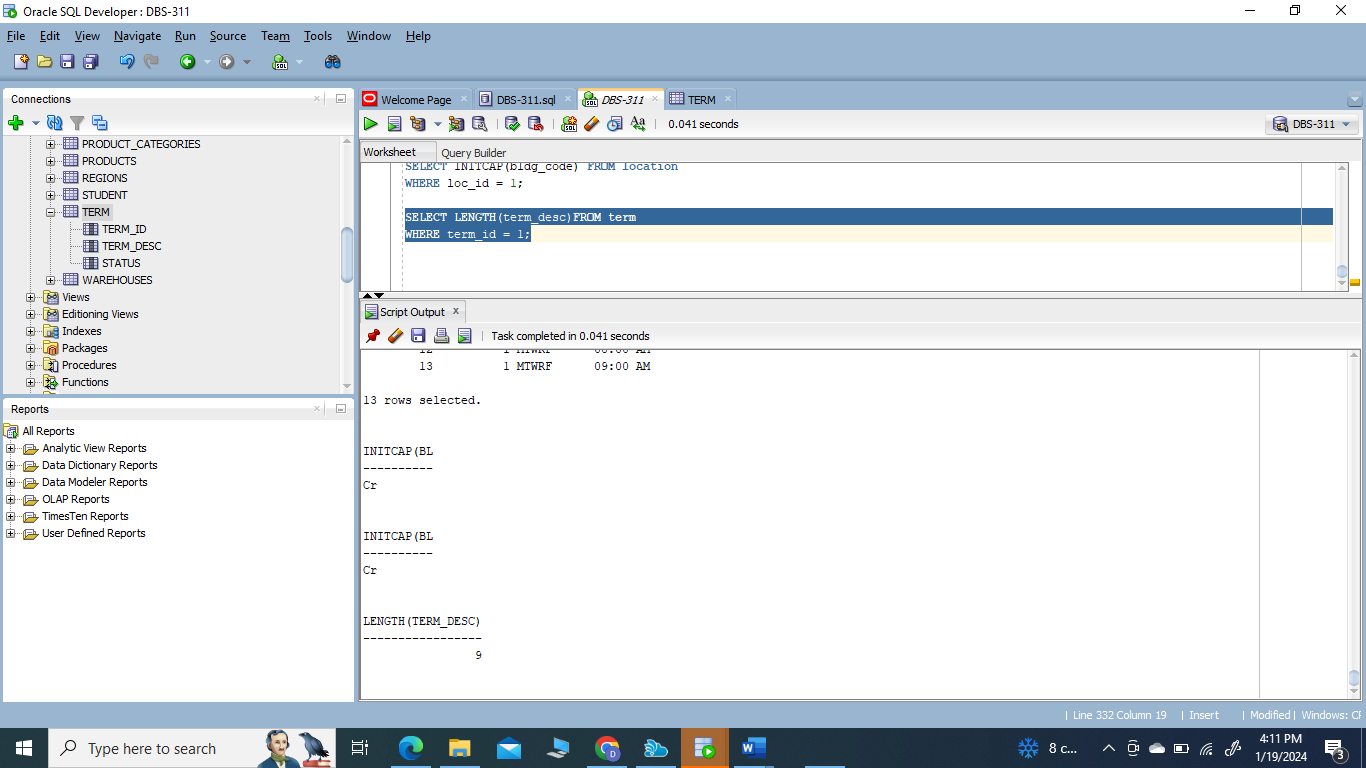 Oracle SQL Developer : DBS-311
File Edit View Navigate Run Source Team Tools Window Help
Connections
PRODUCT_CATEGORIES
PRODUCTS
REGIONS
STUDENT
TERM
TERM_ID
TERM_DESC
STATUS
WAREHOUSES
Views
Editioning Views
Indexes
Packages
Procedures
Functions
Reports
All Reports
Analytic View Reports
Data Dictionary Reports
Data Modeler Reports
OLAP Reports
TimesTen Reports
User Defined Reports
Welcome Page DBS-311.sql DBS-311 TERM
0.041 seconds DBS-311
Worksheet Query Builder
SELECT INITCAP(bldg_code) FROM location
WHERE loc_id = 1;
SELECT LENGTH(term_desc)FROM term
WHERE term_id = 1;
Script Output x
Task completed in 0.041 seconds
12 1 MTWRF 08:00 AM
13 1 MTWRF 09:00 AM
13 rows selected.
INITCAP(BL
----------
Cr
INITCAP(BL
----------
Cr
LENGTH(TERM_DESC)
-----------------
9
| Line 332 Column 19 | Insert | Modified | Windows: CF
Type here to search
8 c...
4:11 PM
1/19/2024
3